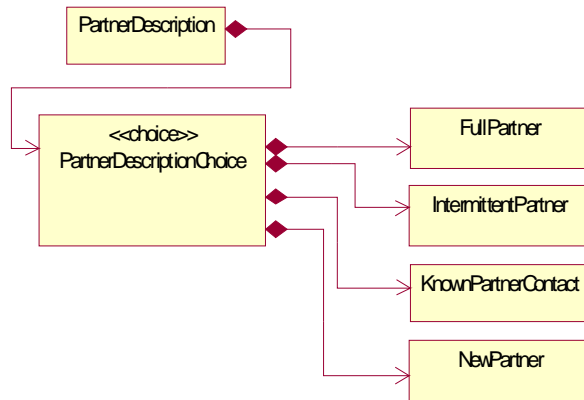 PartnerDescription
<<choice>>
PartnerDescriptionChoice
FullPartner
IntermittentPartner
KnownPartnerContact
NewPartner